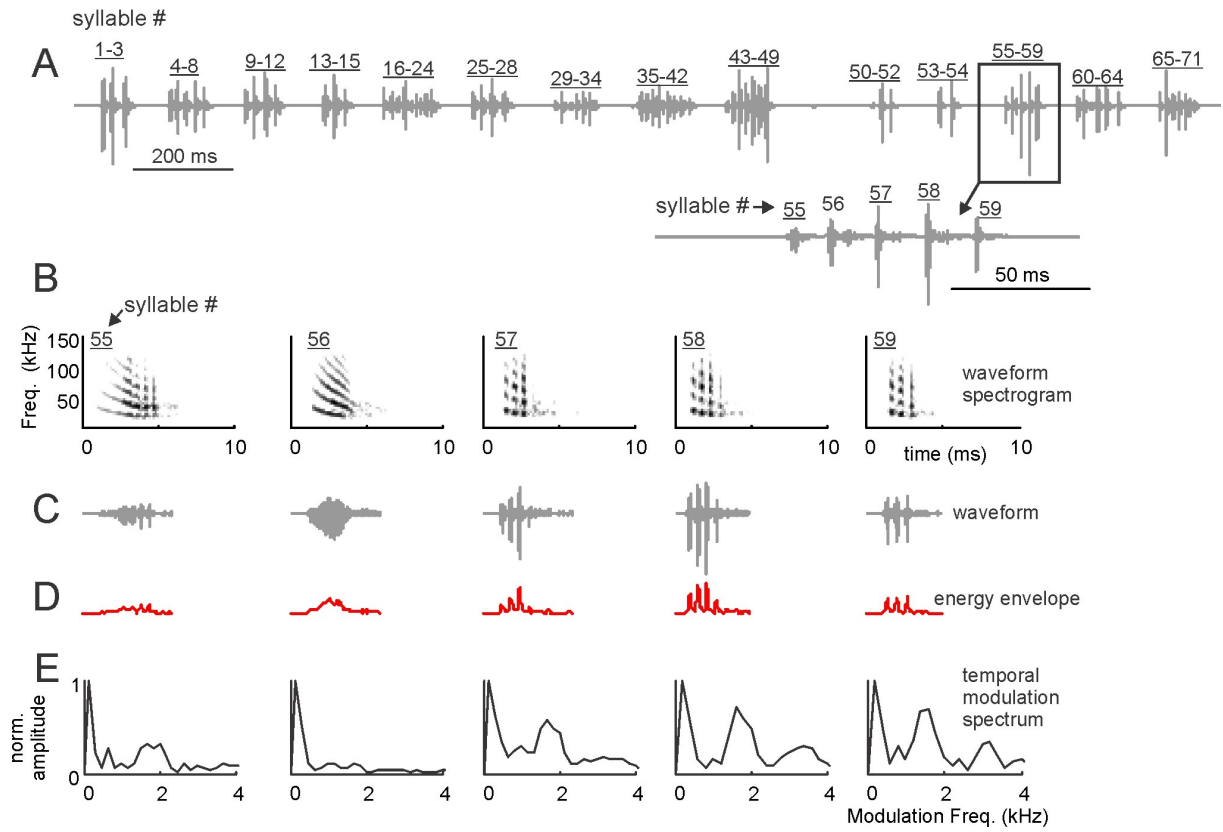 syllable #
A
1-3 4-8 9-12 13-15 16-24 25-28 29-34 35-42 43-49 50-52 53-54 55-59 60-64 65-71
200 ms
syllable # 55 56 57 58 59
50 ms
B
syllable #
Freq. (kHz)
150
100
50
55 56 57 58 59
waveform
spectrogram
0 10 0 10 0 10 0 10 0 10
time (ms)
C
waveform
D
energy envelope
E
norm.
amplitude
1
0
temporal
modulation
spectrum
0 2 4 0 2 4 0 2 4 0 2 4 0 2 4
Modulation Freq. (kHz)